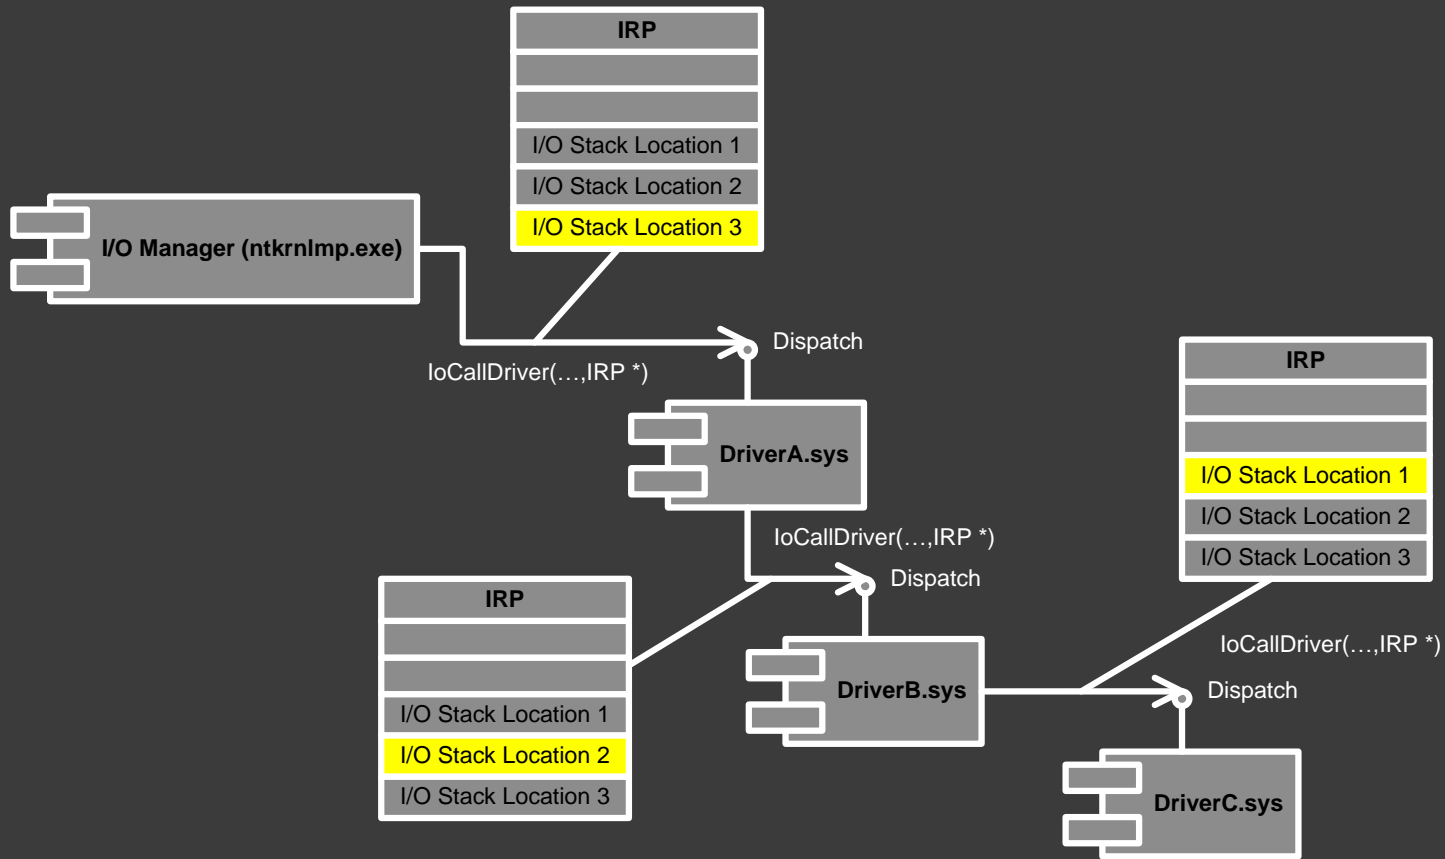 IRP
I/O Stack Location 1
I/O Stack Location 2
I/O Stack Location 3
I/O Manager (ntkrnlmp.exe)
Dispatch
IoCallDriver(…,IRP *)
DriverA.sys
IRP
I/O Stack Location 1
I/O Stack Location 2
I/O Stack Location 3
IoCallDriver(…,IRP *)
Dispatch
IRP
I/O Stack Location 1
I/O Stack Location 2
I/O Stack Location 3
DriverB.sys
IoCallDriver(…,IRP *)
Dispatch
DriverC.sys